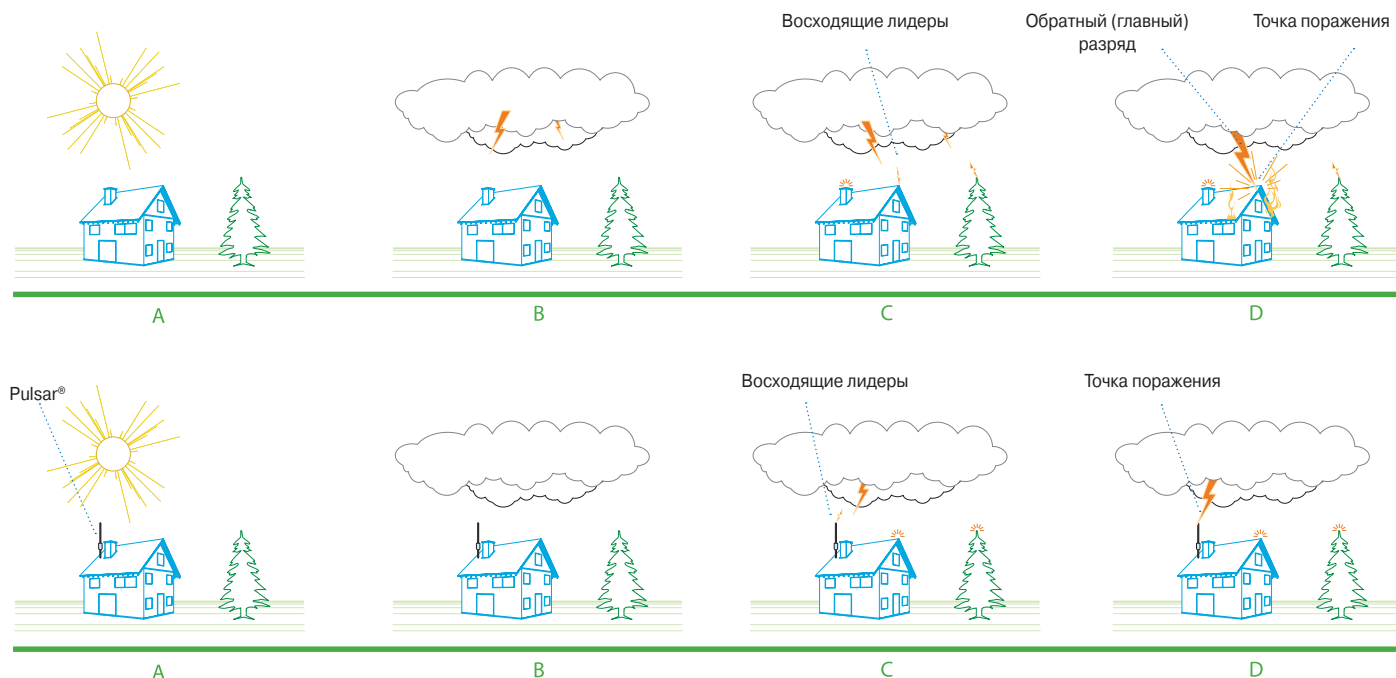 Восходящие лидеры
Обратный (главный)
разряд
Точка поражения
A
B
C
D
Pulsar®
Восходящие лидеры
Точка поражения
A
B
C
D